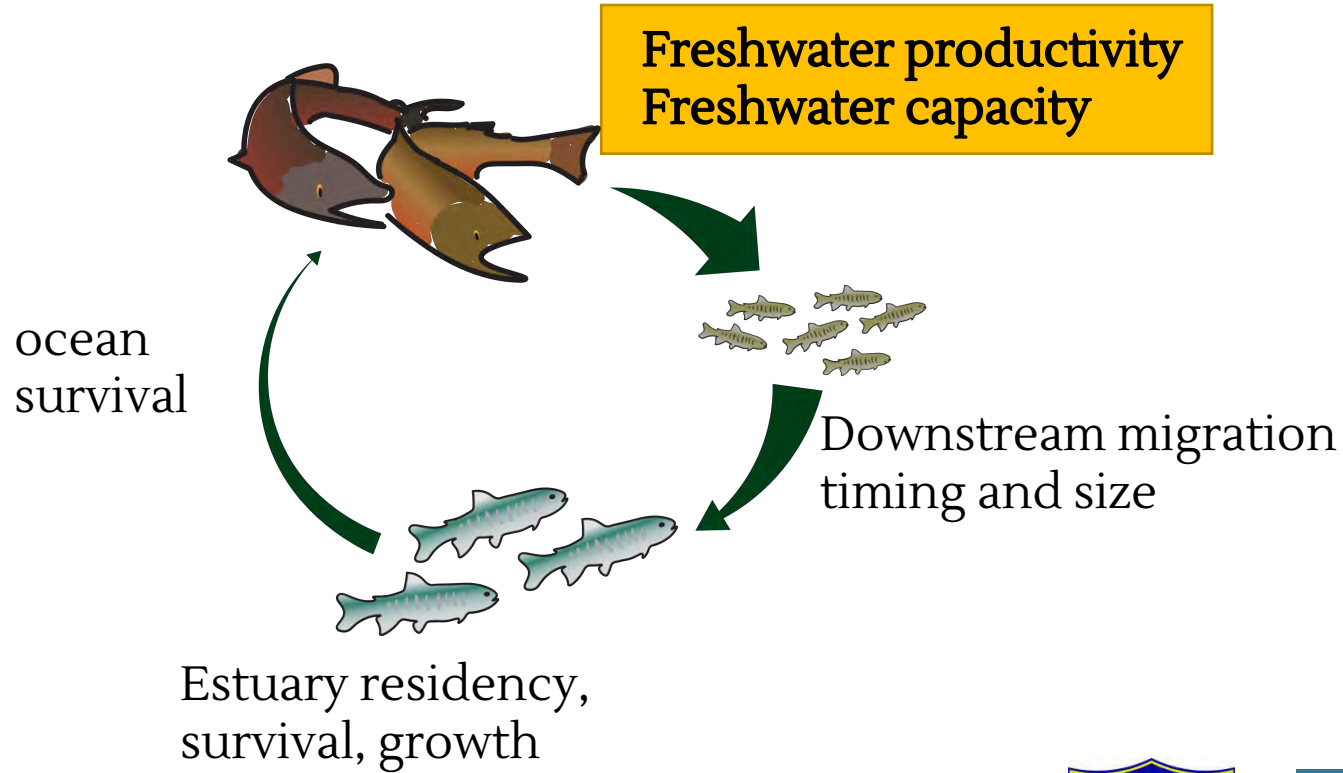 Freshwater productivity
Freshwater capacity
ocean
survival
Downstream migration
timing and size
Estuary residency,
survival, growth